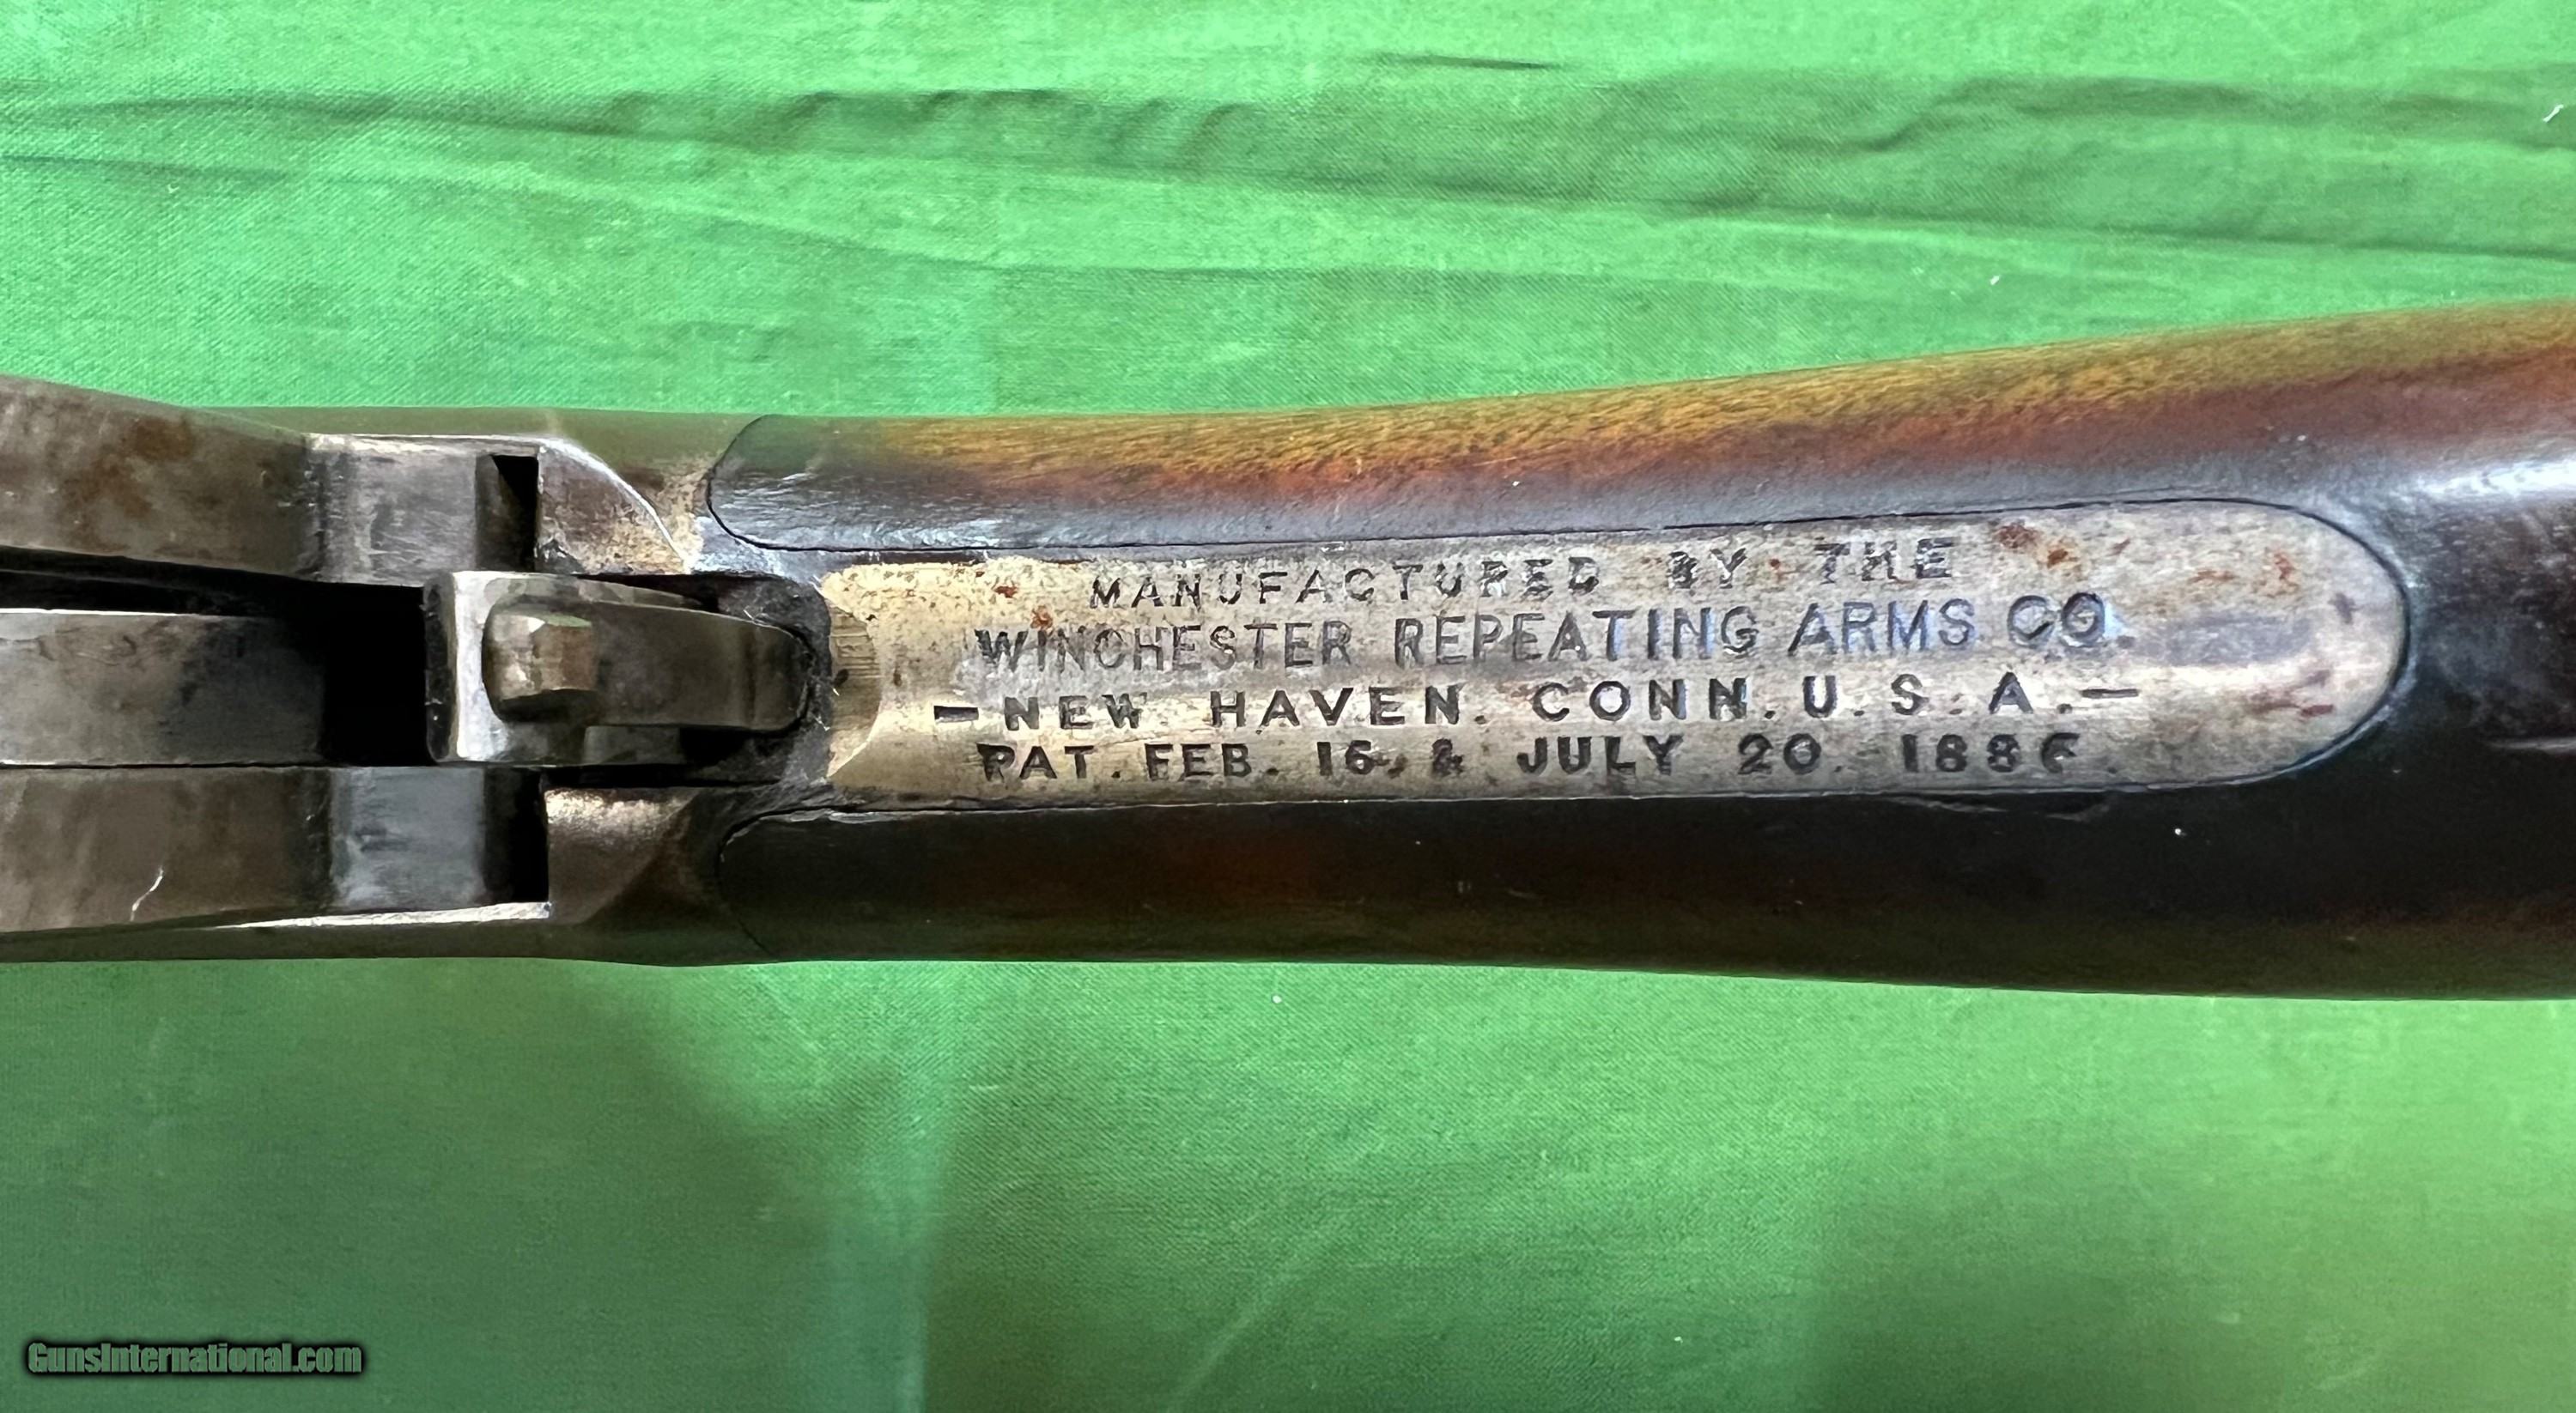 MANUFACTURED BY THE
WINCHESTER REPEATING ARMS CO.
-NEW HAVEN. CONN. U. S. A.-
PAT. FEB. 16. & JULY 20. 1886.
GunsInternational.com